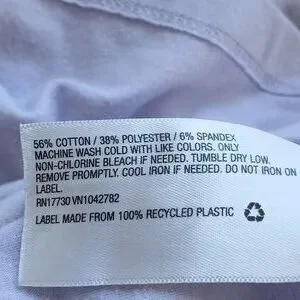 56% COTTON / 38% POLYESTER / 6% SPANDEX
MACHINE WASH COLD WITH LIKE COLORS. ONLY
NON-CHLORINE BLEACH IF NEEDED. TUMBLE DRY LOW.
REMOVE PROMPTLY. COOL IRON IF NEEDED. DO NOT IRON ON
LABEL.
RN17730 VN1042782
LABEL MADE FROM 100% RECYCLED PLASTIC